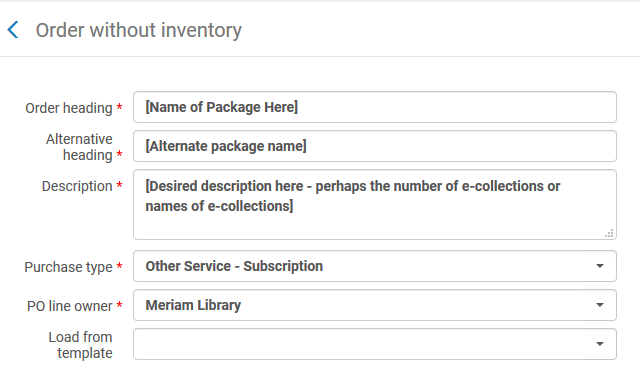 Order without inventory
Order heading * [Name of Package Here]
Alternative
heading * [Alternate package name]
Description * [Desired description here - perhaps the number of e-collections or
names of e-collections]
Purchase type * Other Service - Subscription
PO line owner * Meriam Library
Load from
template